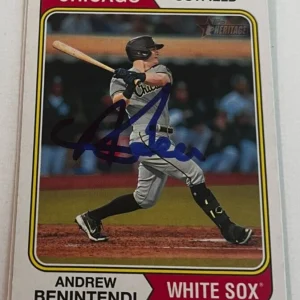 CHICAGO OUTFIELD
HERITAGE
ANDREW
BENINTENDI
WHITE SOX